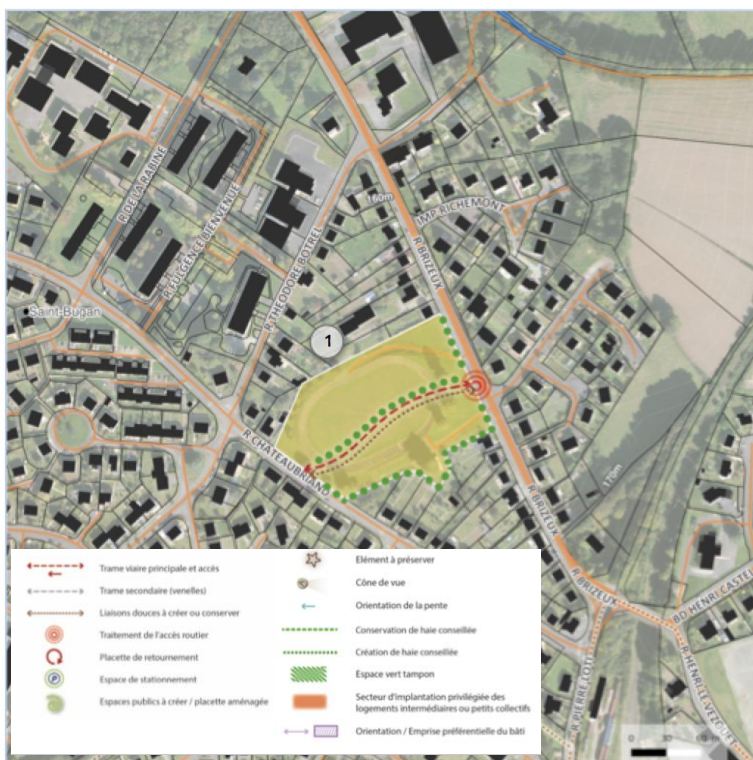 R DE LA RABINE
R FULGENCE BIENVENUE
R THEODORE BOTREL
160m
IMP RICHEMONT
R BRIZEUX
Saint-Bugan
1
R CHATEAUBRIAND
R BRIZEUX
170m
R BRIZEUX
BD HENRI CASTEL
R PIERRE LOTI
R HENRI LE VEZOUET
Trame viaire principale et accès
Trame secondaire (venelles)
Liaisons douces à créer ou conserver
Traitement de l'accès routier
Placette de retournement
P
Espace de stationnement
Espaces publics à créer / placette aménagée
Elément à préserver
Cône de vue
Orientation de la pente
Conservation de haie conseillée
Création de haie conseillée
Espace vert tampon
Secteur d'implantation privilégiée des
logements intermédiaires ou petits collectifs
Orientation / Emprise préférentielle du bâti
0 30 60 m